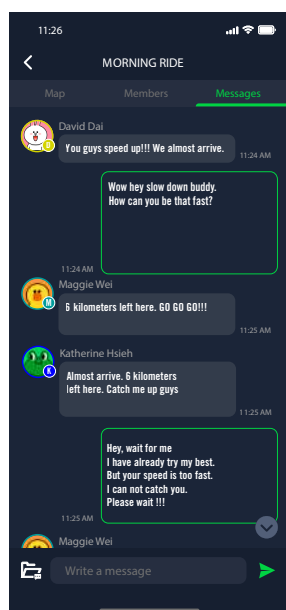 11:26
MORNING RIDE
Map Members Messages
David Dai
D
You guys speed up!!! We almost arrive.
11:24 AM
Wow hey slow down buddy.
How can you be that fast?
11:24 AM
Maggie Wei
M
6 kilometers left here. GO GO GO!!!
11:25 AM
Katherine Hsieh
K
Almost arrive. 6 kilometers
left here. Catch me up guys
11:25 AM
Hey, wait for me
I have already try my best.
But your speed is too fast.
I can not catch you.
Please wait !!!
11:25 AM
Maggie Wei
Write a message